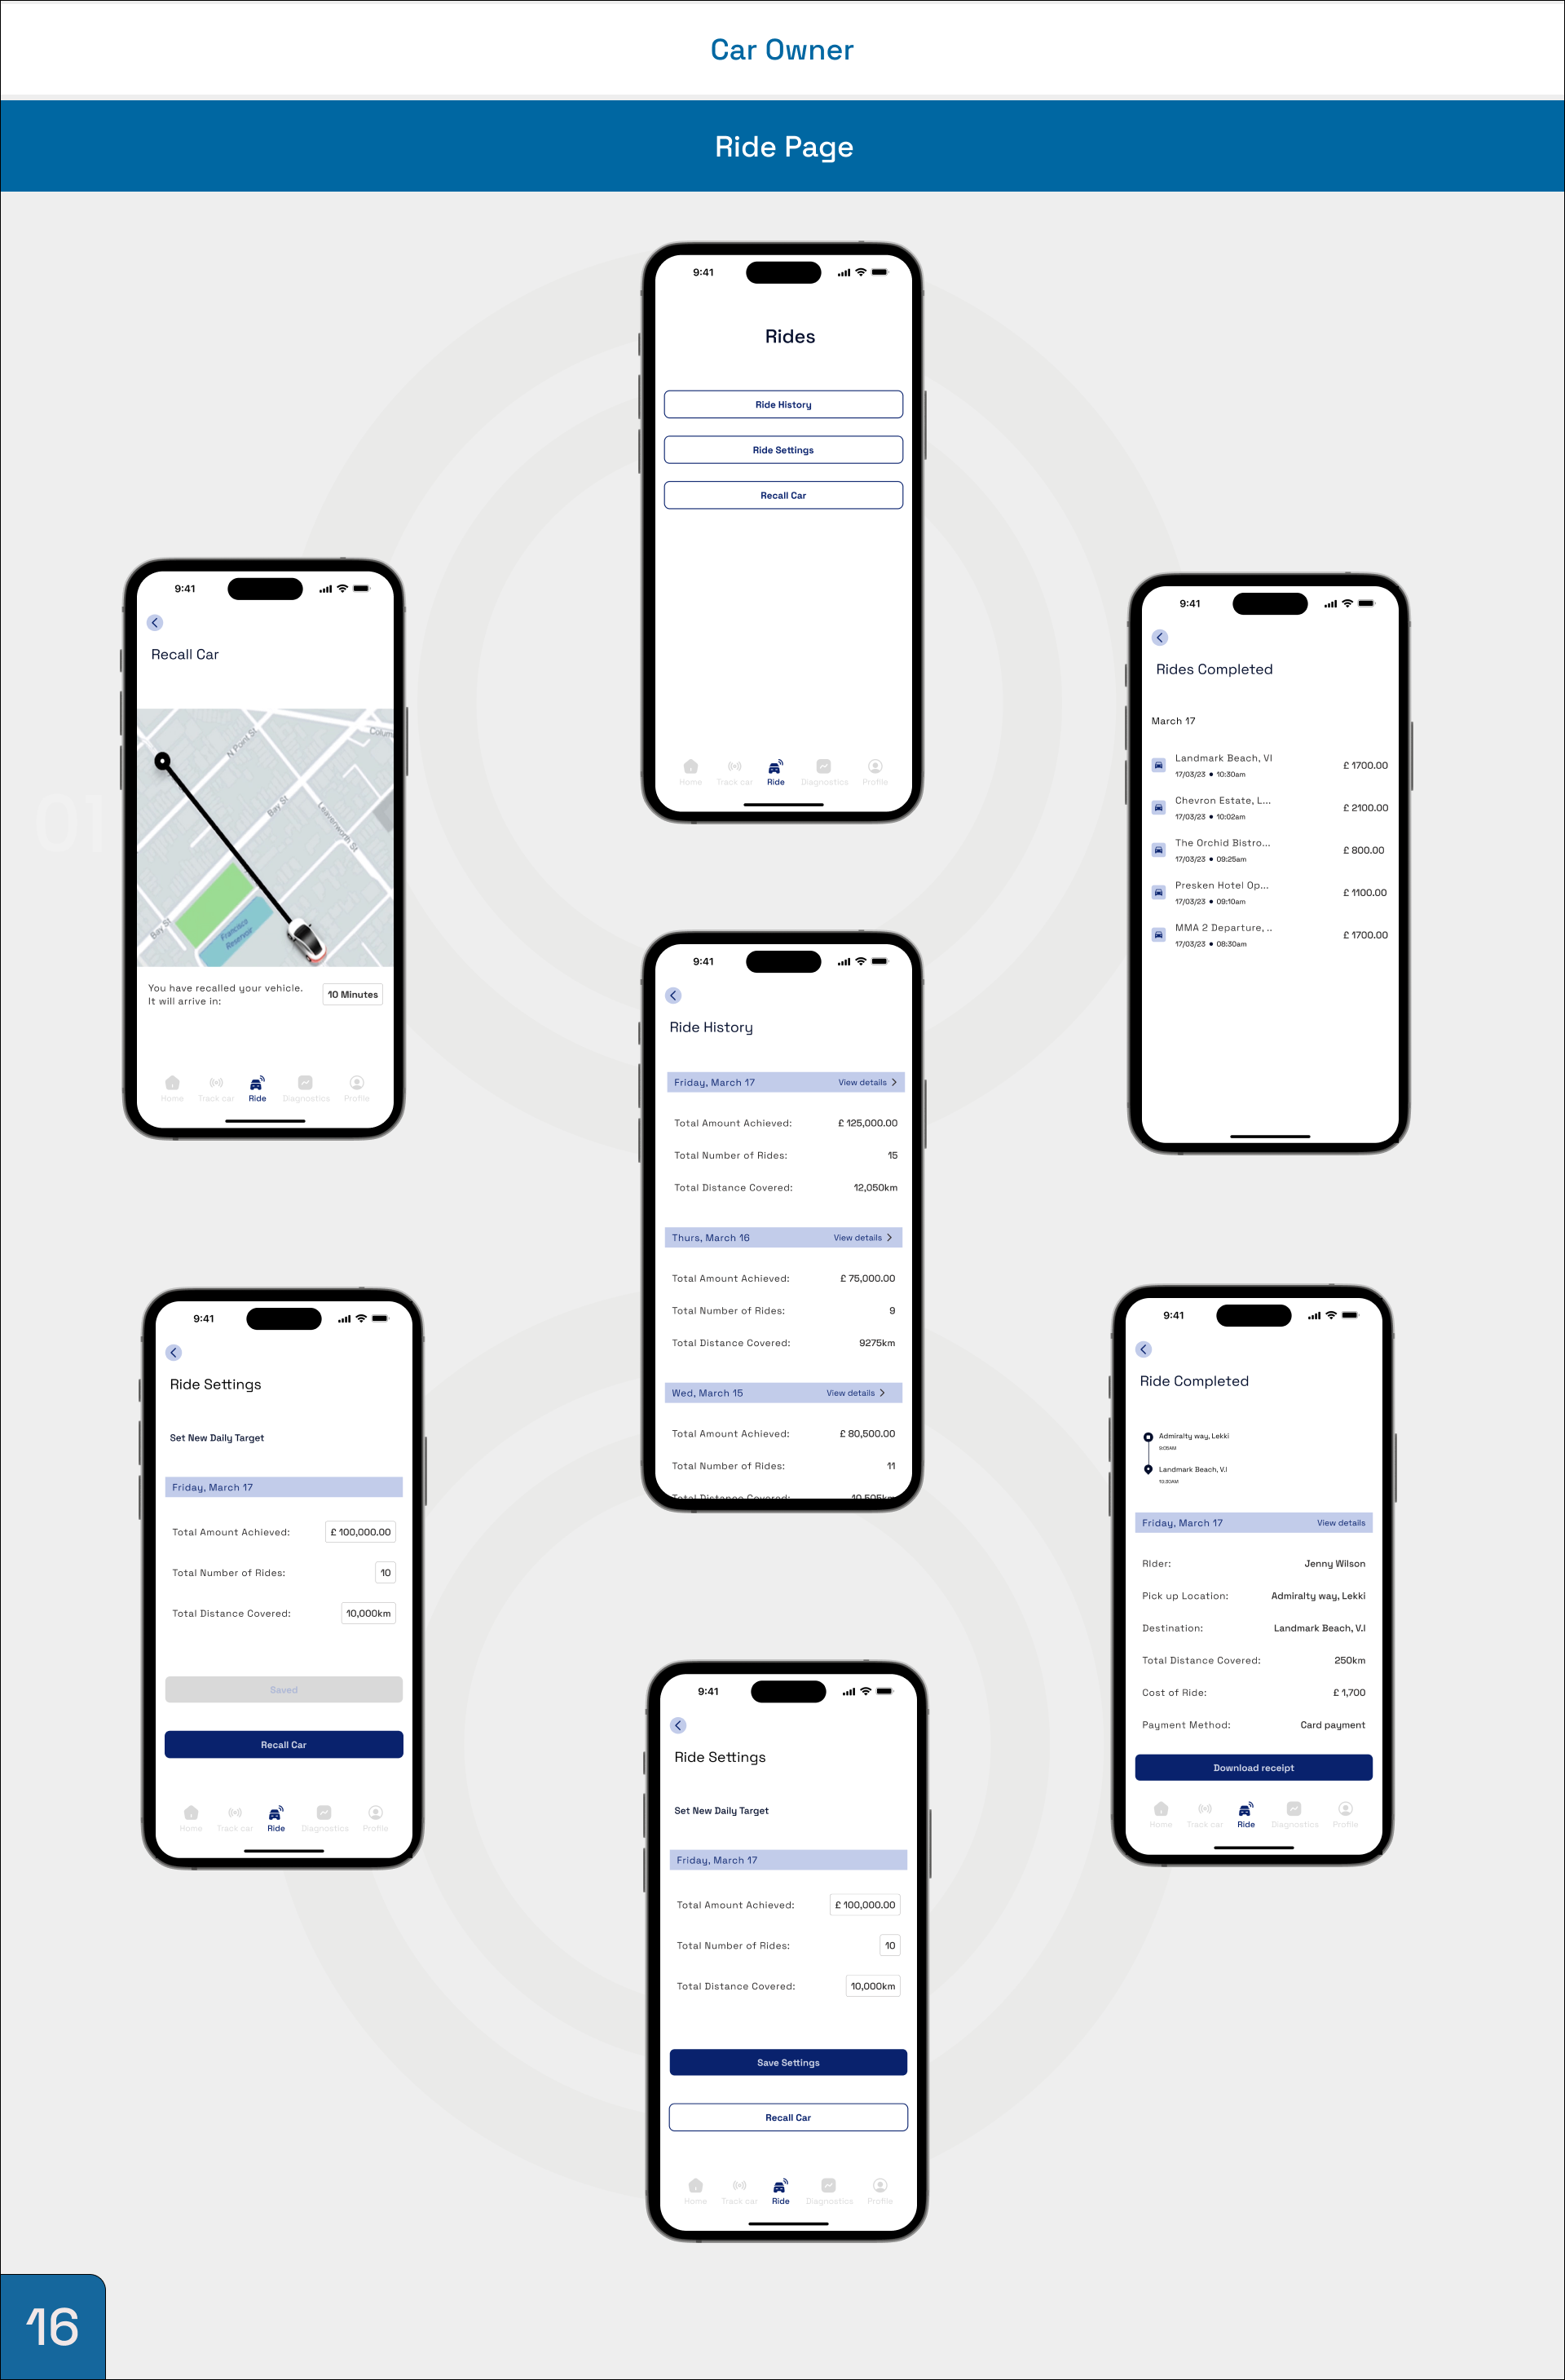 Car Owner
Ride Page
9:41
Rides
Ride History
Ride Settings
Recall Car
Home Track car Ride Diagnostics Profile
9:41
Recall Car
N Point St
Colum
Bay St
Leavenworth St
Bay St
Francisco
Reservoir
You have recalled your vehicle.
It will arrive in:
10 Minutes
Home Track car Ride Diagnostics Profile
01
9:41
Rides Completed
March 17
Landmark Beach, VI
17/03/23 • 10:30am
£ 1700.00
Chevron Estate, L...
17/03/23 • 10:02am
£ 2100.00
The Orchid Bistro...
17/03/23 • 09:25am
£ 800.00
Presken Hotel Op...
17/03/23 • 09:10am
£ 1100.00
MMA 2 Departure, ..
17/03/23 • 08:30am
£ 1700.00
9:41
Ride History
Friday, March 17 View details
Total Amount Achieved: £ 125,000.00
Total Number of Rides: 15
Total Distance Covered: 12,050km
Thurs, March 16 View details
Total Amount Achieved: £ 75,000.00
Total Number of Rides: 9
Total Distance Covered: 9275km
Wed, March 15 View details
Total Amount Achieved: £ 80,500.00
Total Number of Rides: 11
Total Distance Covered: 10,505km
9:41
Ride Settings
Set New Daily Target
Friday, March 17
Total Amount Achieved: £ 100,000.00
Total Number of Rides: 10
Total Distance Covered: 10,000km
Saved
Recall Car
Home Track car Ride Diagnostics Profile
9:41
Ride Completed
Admiralty way, Lekki
9:05AM
Landmark Beach, V.I
10:30AM
Friday, March 17 View details
RIder: Jenny Wilson
Pick up Location: Admiralty way, Lekki
Destination: Landmark Beach, V.I
Total Distance Covered: 250km
Cost of Ride: £ 1,700
Payment Method: Card payment
Download receipt
Home Track car Ride Diagnostics Profile
9:41
Ride Settings
Set New Daily Target
Friday, March 17
Total Amount Achieved: £ 100,000.00
Total Number of Rides: 10
Total Distance Covered: 10,000km
Save Settings
Recall Car
Home Track car Ride Diagnostics Profile
16